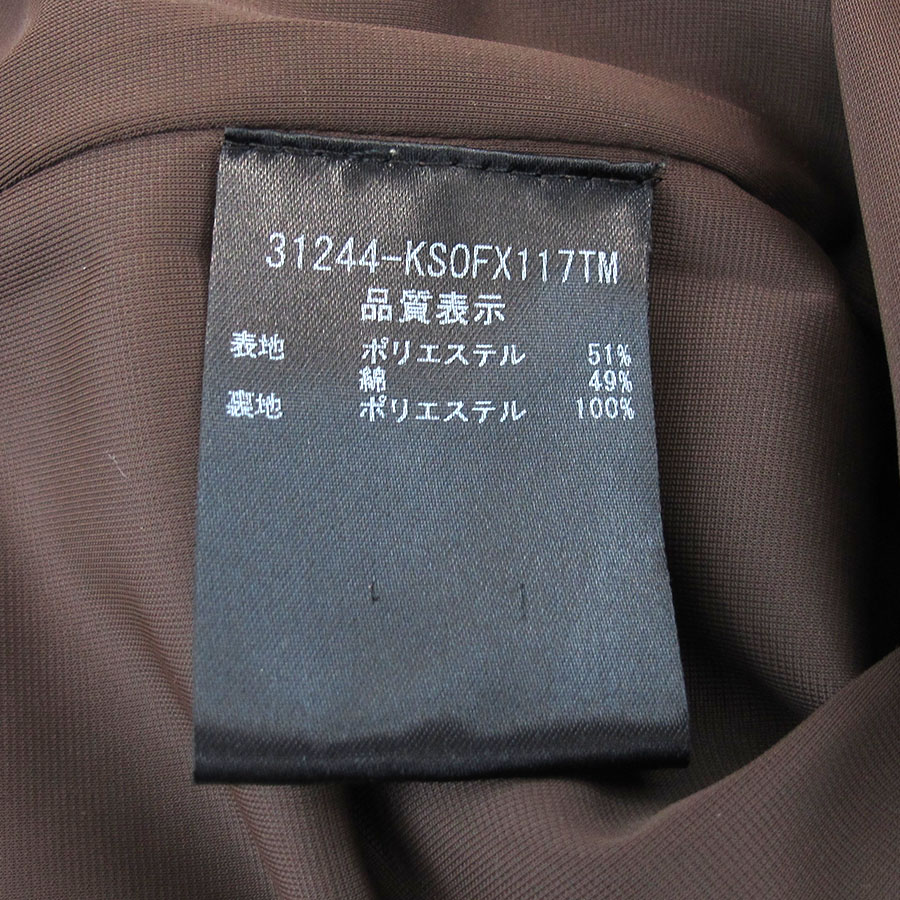 31244-KSOFX117TM
品質表示
表地 ポリエステル 51%
綿 49%
裏地 ポリエステル 100%